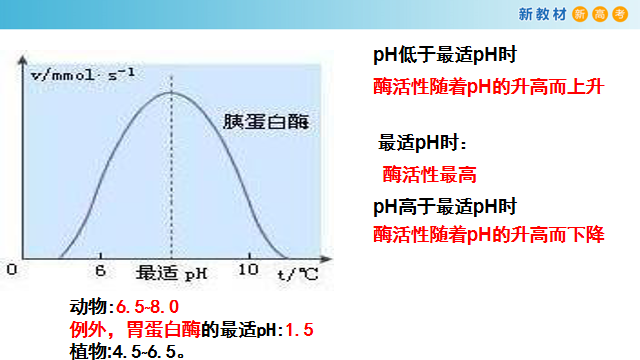 新教材 新 高 考
v/mmol·s⁻¹
胰蛋白酶
0 6 最适pH 10 t/℃
pH低于最适pH时
酶活性随着pH的升高而上升
最适pH时:
酶活性最高
pH高于最适pH时
酶活性随着pH的升高而下降
动物:6.5~8.0
例外，胃蛋白酶的最适pH:1.5
植物:4.5~6.5。